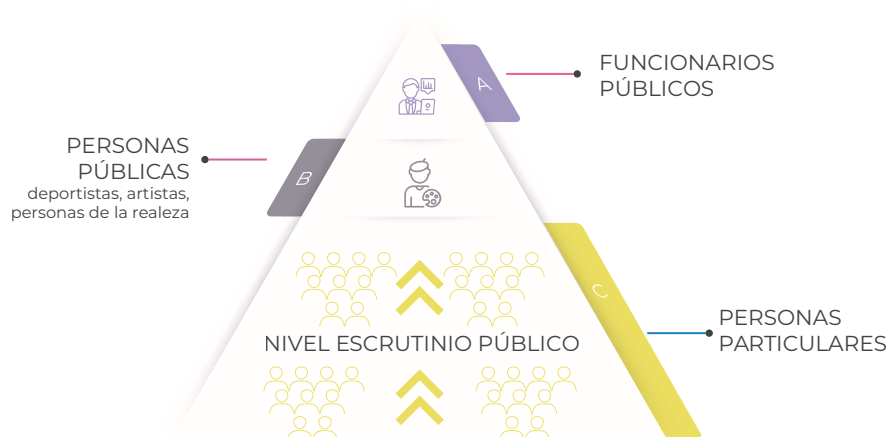 A
FUNCIONARIOS
PÚBLICOS
PERSONAS
PÚBLICAS
deportistas, artistas,
personas de la realeza
B
C
PERSONAS
PARTICULARES
NIVEL ESCRUTINIO PÚBLICO